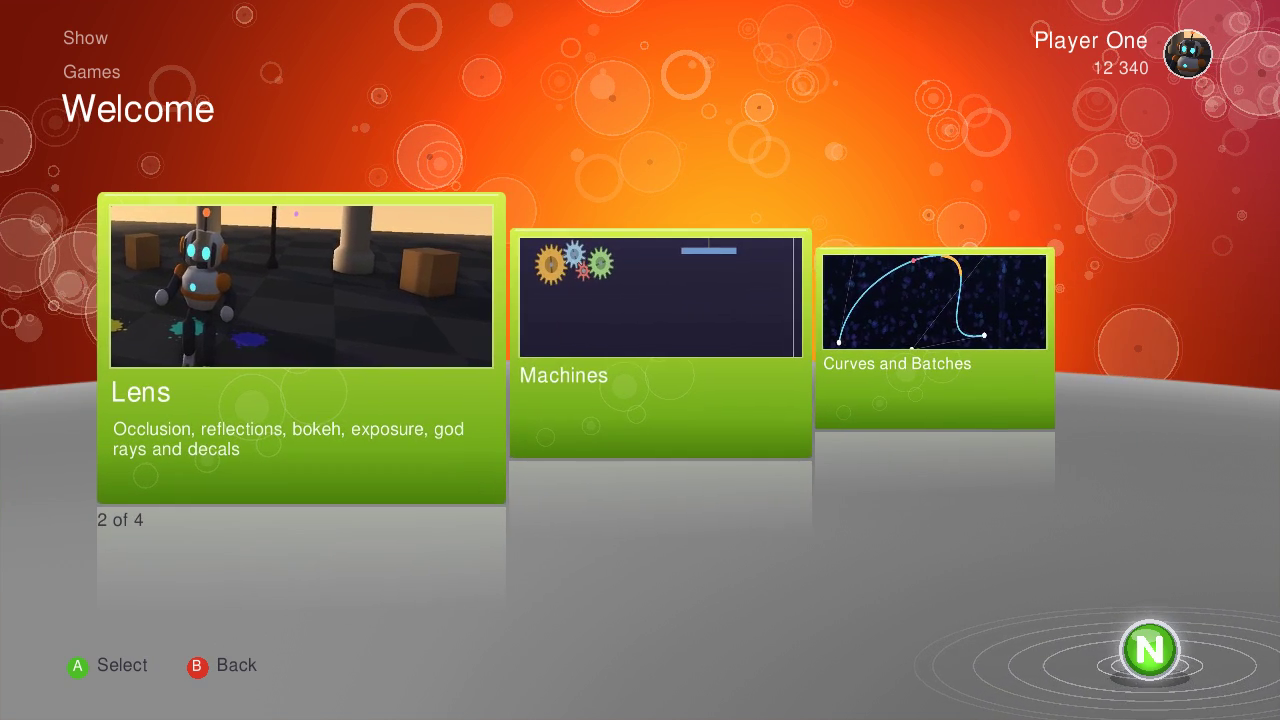 Show
Games
Welcome
Player One
12 340
Lens
Occlusion, reflections, bokeh, exposure, god
rays and decals
2 of 4
Machines
Curves and Batches
A Select
B Back
N